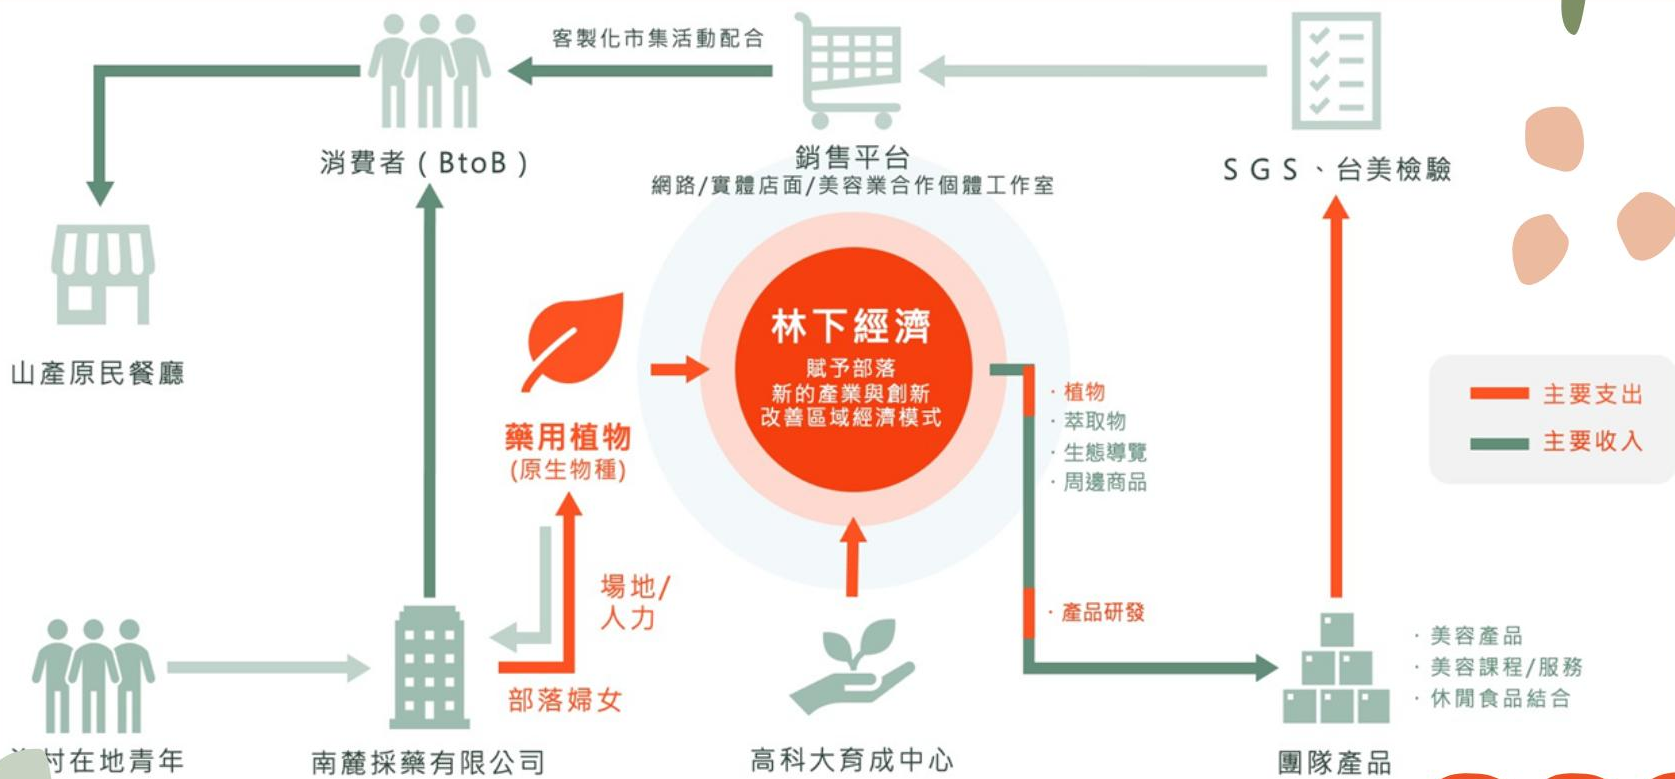 客製化市集活動配合
消費者 ( BtoB )
銷售平台
網路/實體店面/美容業合作個體工作室
SGS、台美檢驗
山產原民餐廳
藥用植物
(原生物種)
林下經濟
賦予部落
新的產業與創新
改善區域經濟模式
· 植物
· 萃取物
· 生態導覽
· 周邊商品
主要支出
主要收入
場地/
人力
部落婦女
· 產品研發
· 美容產品
· 美容課程/服務
· 休閒食品結合
村在地青年
南麓採藥有限公司
高科大育成中心
團隊產品